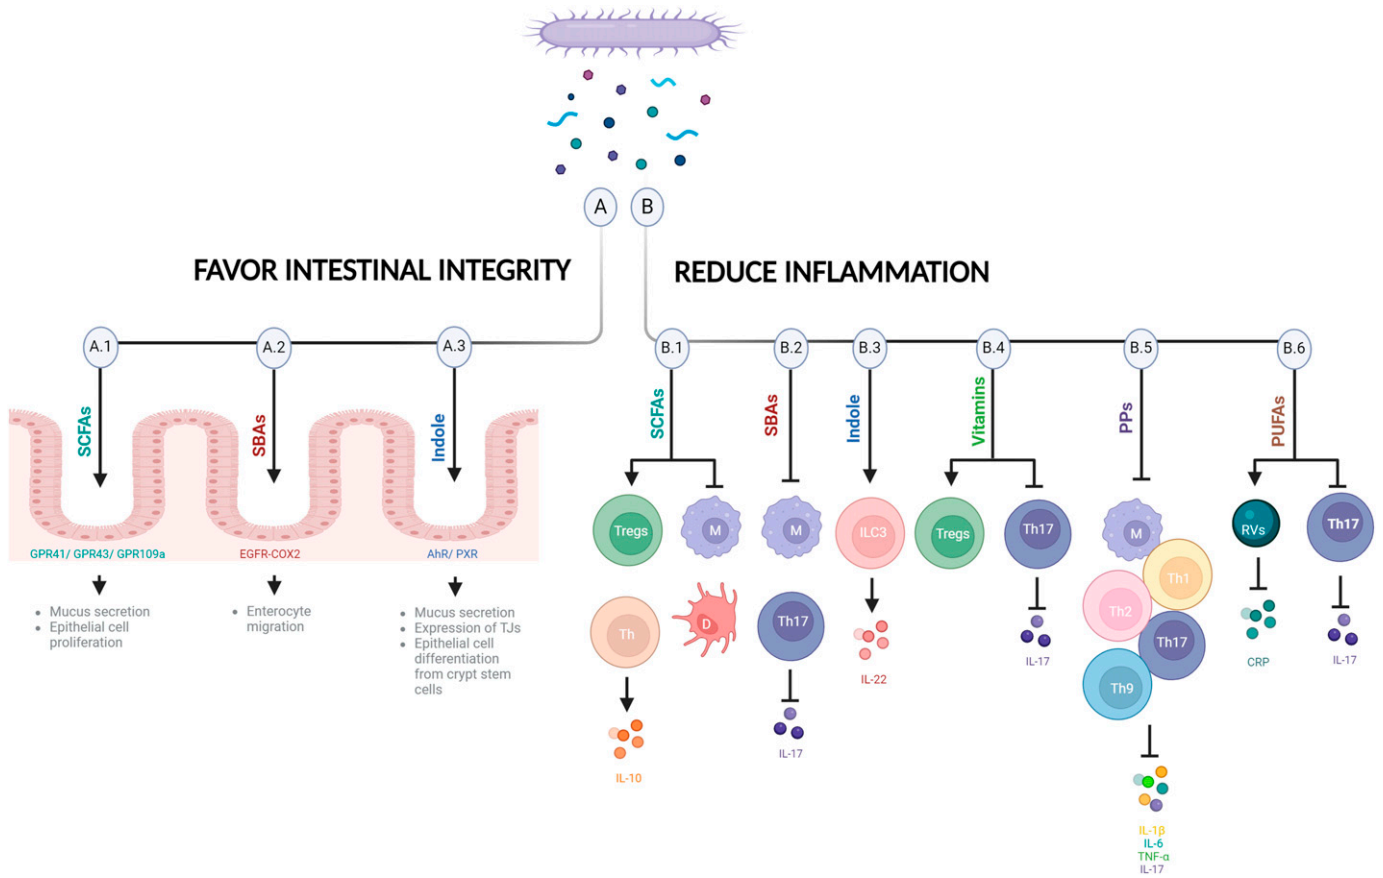 A
B
FAVOR INTESTINAL INTEGRITY
REDUCE INFLAMMATION
A.1
A.2
A.3
SCFAs
SBAs
Indole
GPR41/ GPR43/ GPR109a
EGFR-COX2
AhR/ PXR
• Mucus secretion
• Epithelial cell
proliferation
• Enterocyte
migration
• Mucus secretion
• Expression of TJs
• Epithelial cell
differentiation
from crypt stem
cells
B.1
B.2
B.3
B.4
B.5
B.6
SCFAs
SBAs
Indole
Vitamins
PPs
PUFAs
Tregs
M
Th
D
IL-10
M
Th17
IL-17
ILC3
IL-22
Tregs
Th17
IL-17
M
Th1
Th2
Th17
Th9
IL-1β
IL-6
TNF-α
IL-17
RVs
CRP
Th17
IL-17